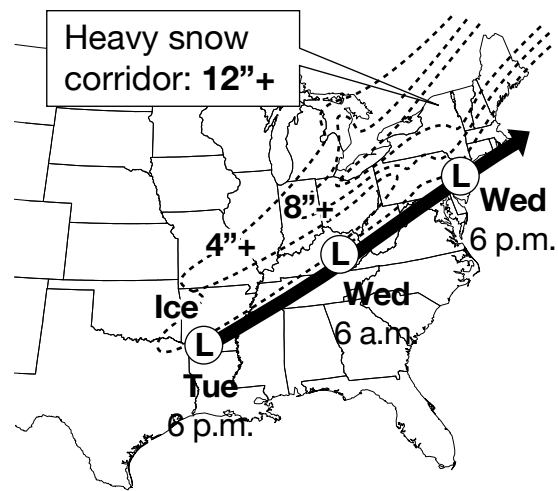 Heavy snow
corridor: 12”+
8”+
4”+
Ice
L
Wed
6 p.m.
L
Wed
6 a.m.
L
Tue
6 p.m.